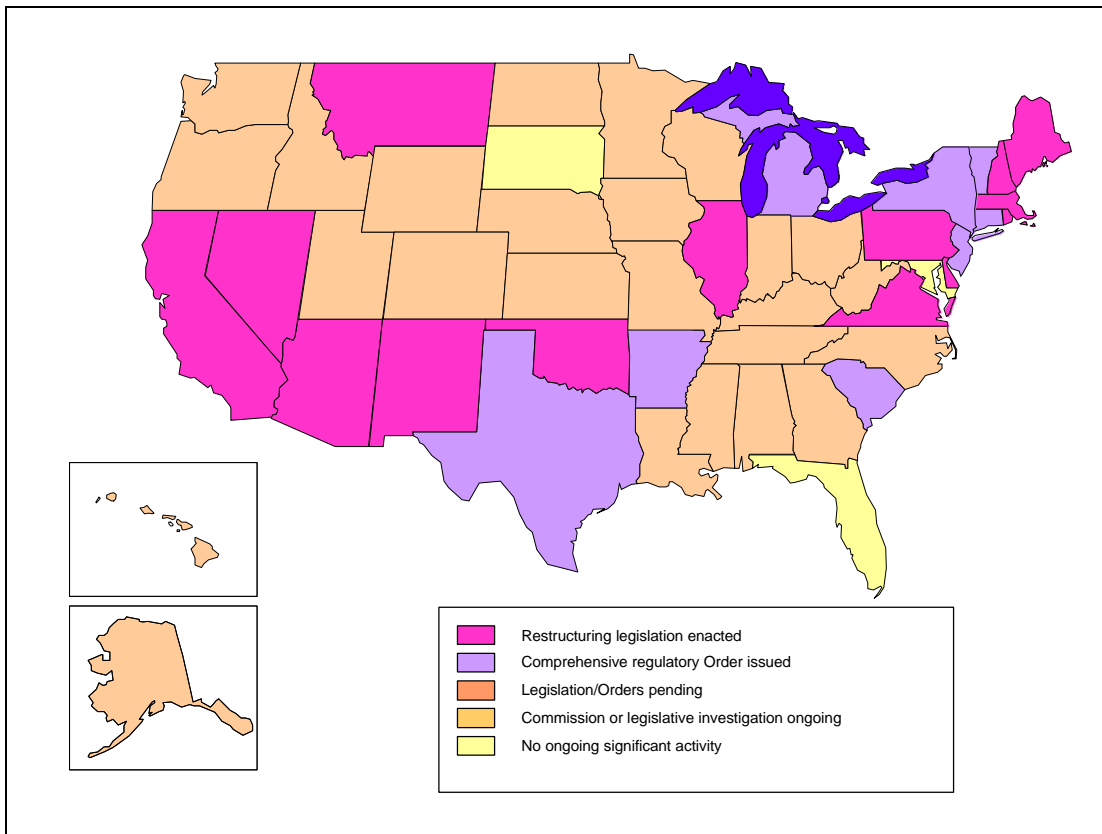 Restructuring legislation enacted
Comprehensive regulatory Order issued
Legislation/Orders pending
Commission or legislative investigation ongoing
No ongoing significant activity